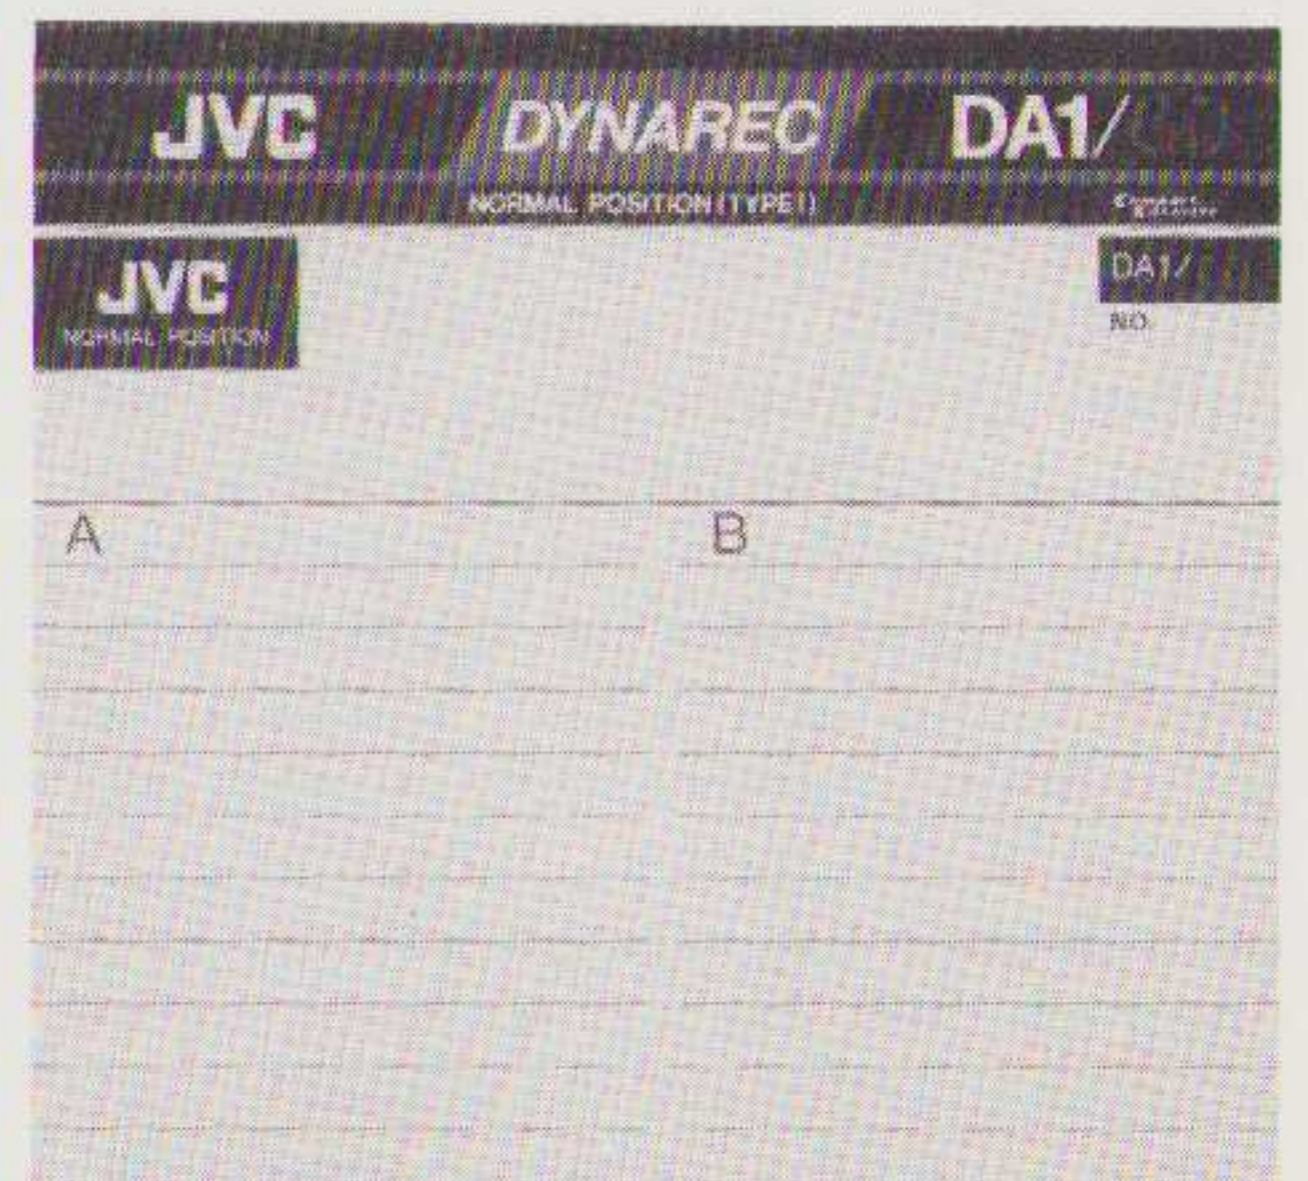 JVC DYNAREC DA1/
NORMAL POSITION (TYPE I)
JVC DA1/
NORMAL POSITION NO.
A B